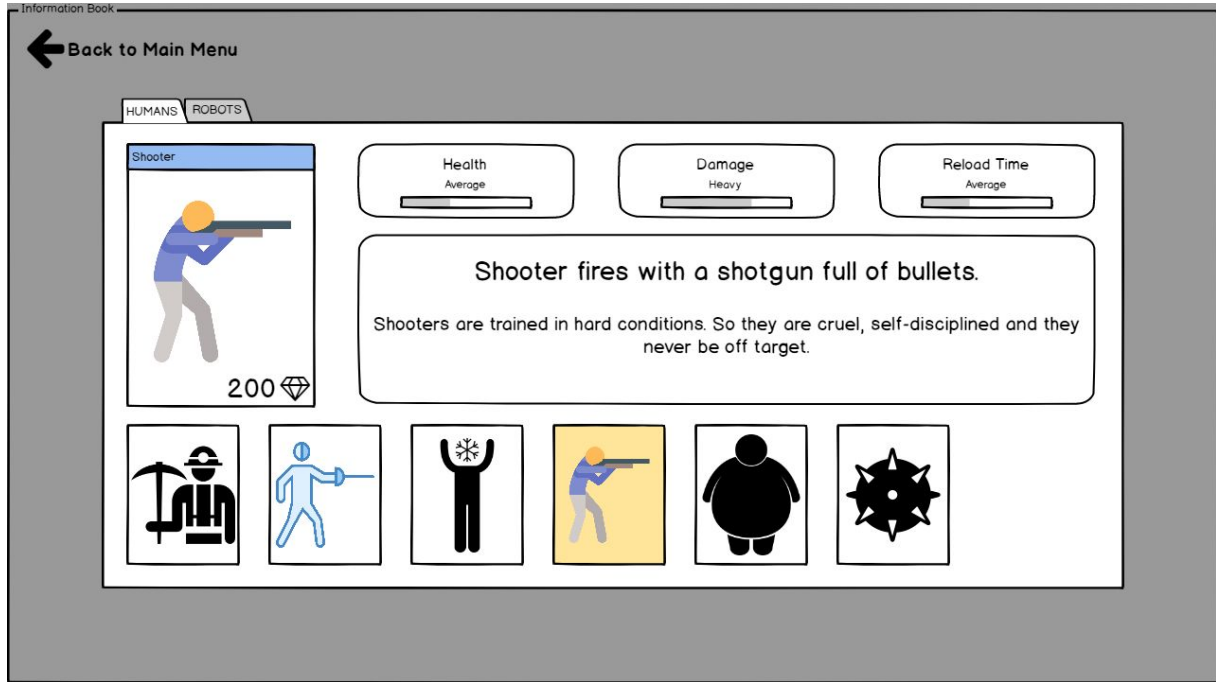 Information Book
Back to Main Menu
HUMANS
ROBOTS
Shooter
200
Health
Average
Damage
Heavy
Reload Time
Average
Shooter fires with a shotgun full of bullets.
Shooters are trained in hard conditions. So they are cruel, self-disciplined and they
never be off target.